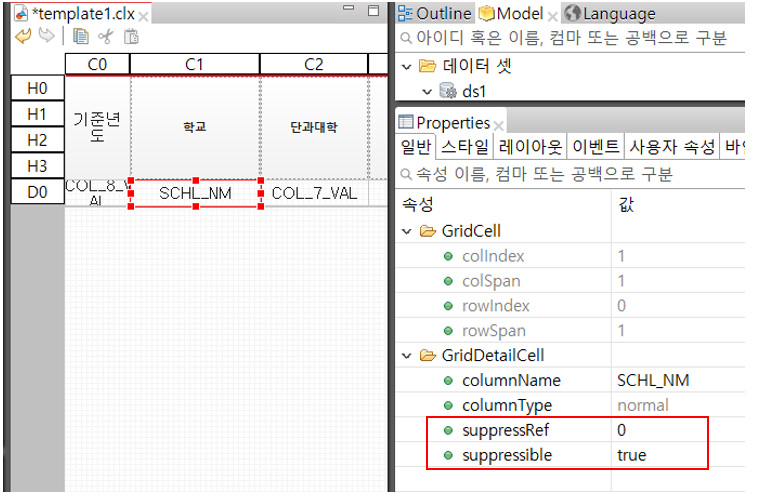 *template1.clx
C0 C1 C2
H0
H1
H2
H3
D0
기준년
도
학교
단과대학
COL_8_V
AL
SCHL_NM
COL_7_VAL
Outline Model Language
아이디 혹은 이름, 컴마 또는 공백으로 구분
데이터 셋
ds1
Properties
일반 스타일 레이아웃 이벤트 사용자 속성 바인
속성 이름, 컴마 또는 공백으로 구분
속성 값
GridCell
colIndex 1
colSpan 1
rowIndex 0
rowSpan 1
GridDetailCell
columnName SCHL_NM
columnType normal
suppressRef 0
suppressible true